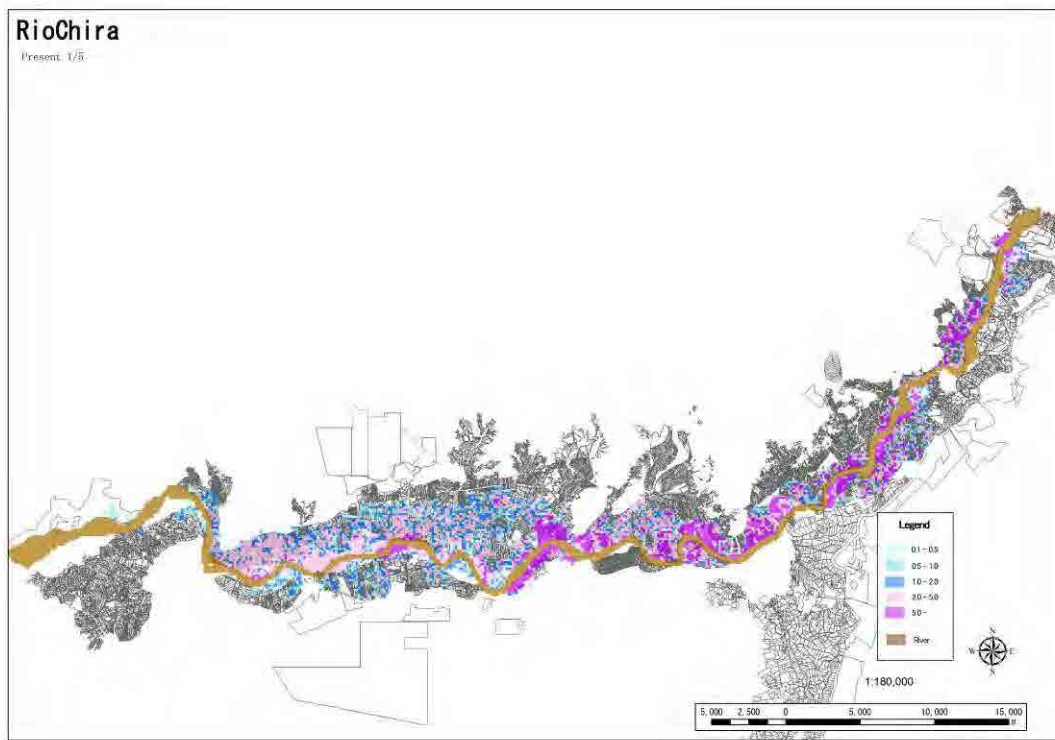 RioChira
Present 1/5
Legend
0.1 - 0.5
0.5 - 1.0
1.0 - 2.0
2.0 - 5.0
5.0 -
River
N
W E
S
1:180,000
5,000 2,500 0 5,000 10,000 15,000
m